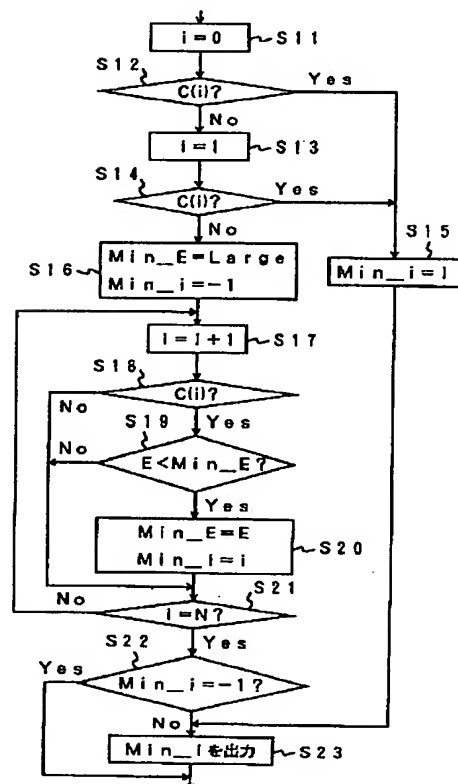 i=0
S11
S12
C(i)?
Yes
No
i=1
S13
S14
C(i)?
Yes
No
S15
Min_i=i
S16
Min_E=Large
Min_i=-1
i=i+1
S17
S18
C(i)?
No
Yes
S19
No
E<Min_E?
Yes
Min_E=E
Min_i=i
S20
S21
No
i=N?
S22
Yes
Yes
Min_i=-1?
No
Min_iを出力
S23